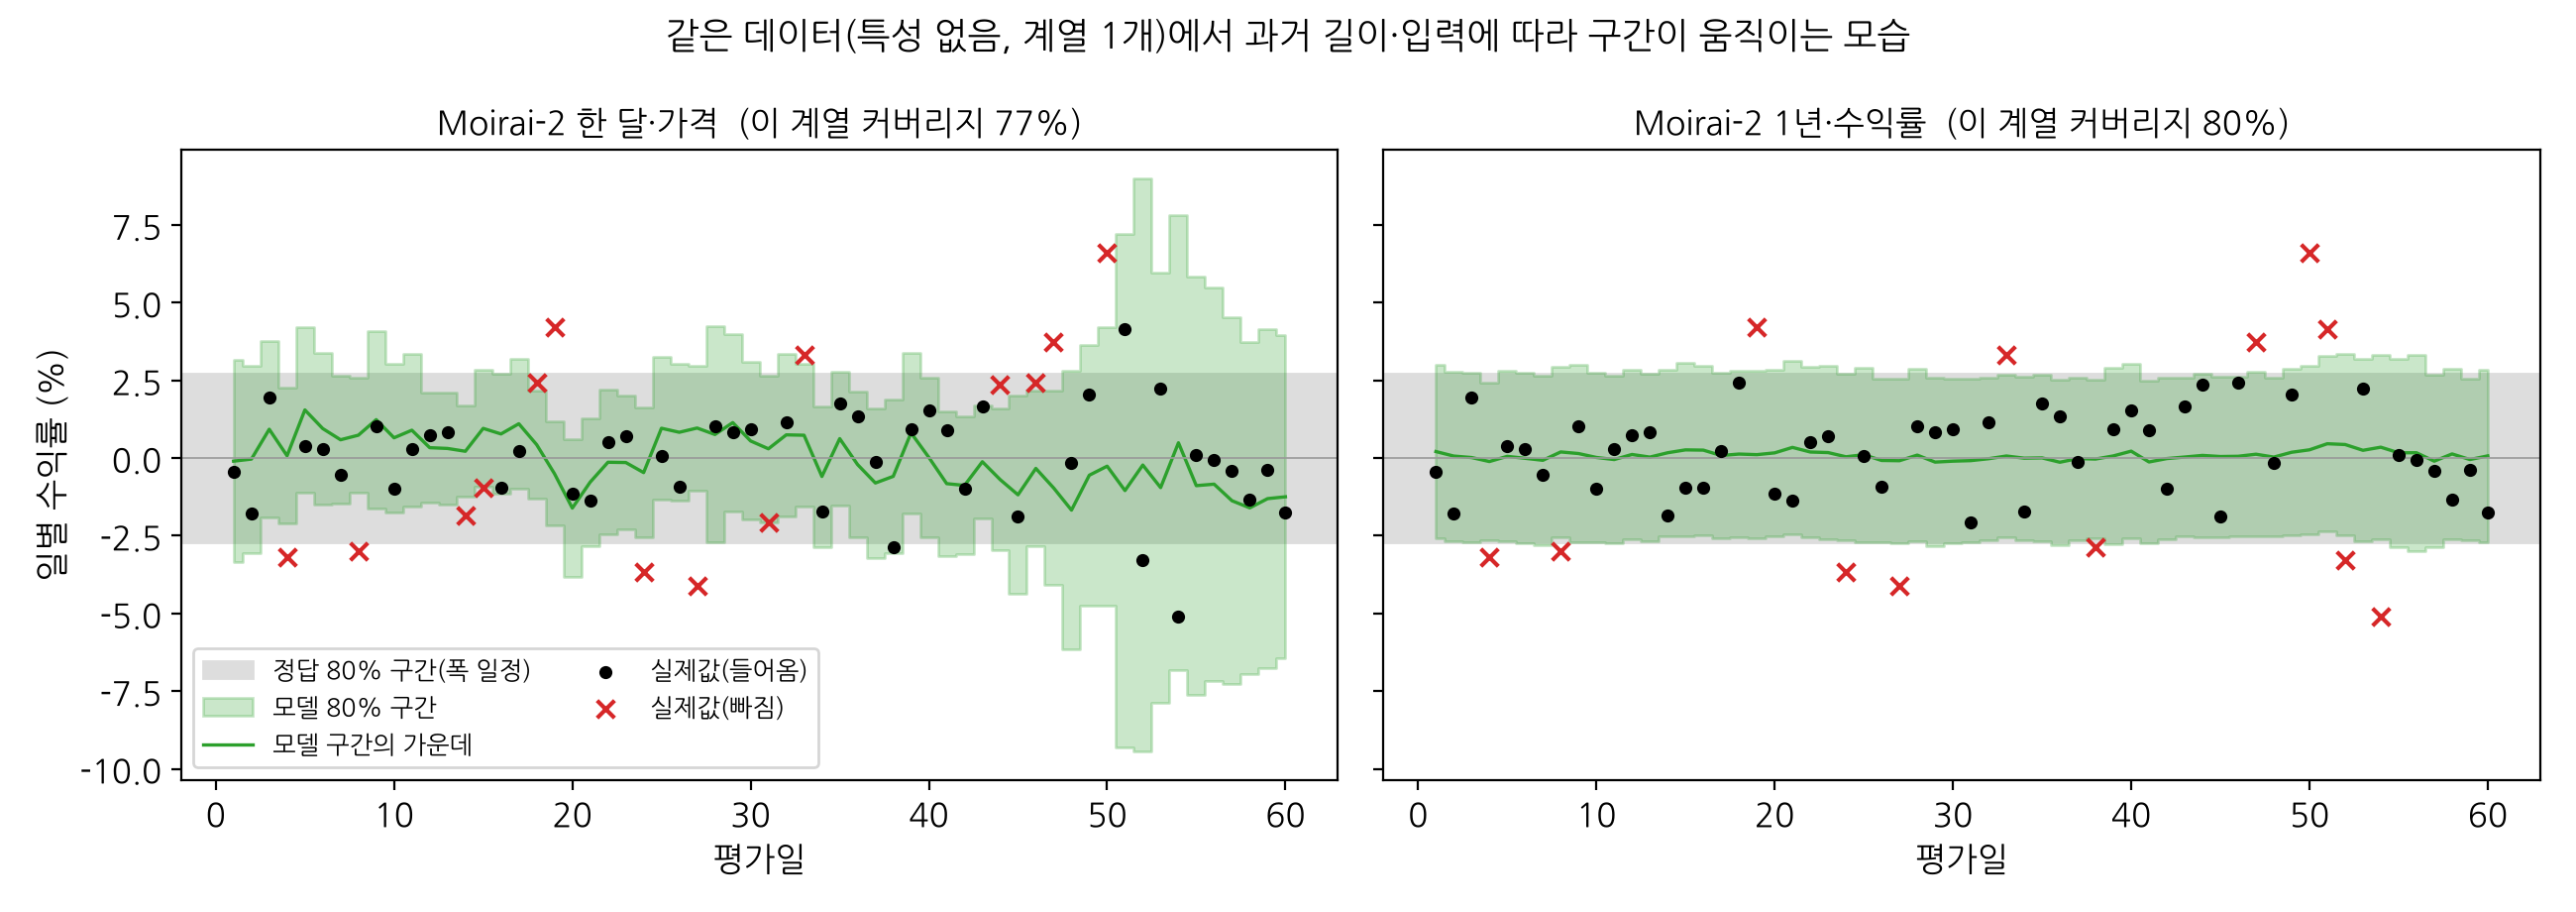 같은 데이터(특성 없음, 계열 1개)에서 과거 길이·입력에 따라 구간이 움직이는 모습
Moirai-2 한 달·가격 (이 계열 커버리지 77%)
일별 수익률 (%)
7.5
5.0
2.5
0.0
-2.5
-5.0
-7.5
-10.0
정답 80% 구간(폭 일정)
모델 80% 구간
모델 구간의 가운데
실제값(들어옴)
실제값(빠짐)
0 10 20 30 40 50 60
평가일
Moirai-2 1년·수익률 (이 계열 커버리지 80%)
0 10 20 30 40 50 60
평가일